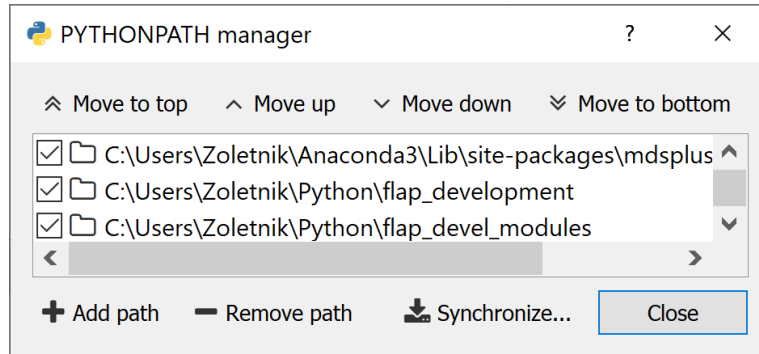 PYTHONPATH manager ? ×
Move to top Move up Move down Move to bottom
C:\Users\Zoletnik\Anaconda3\Lib\site-packages\mdsplus
C:\Users\Zoletnik\Python\flap_development
C:\Users\Zoletnik\Python\flap_devel_modules
Add path Remove path Synchronize... Close